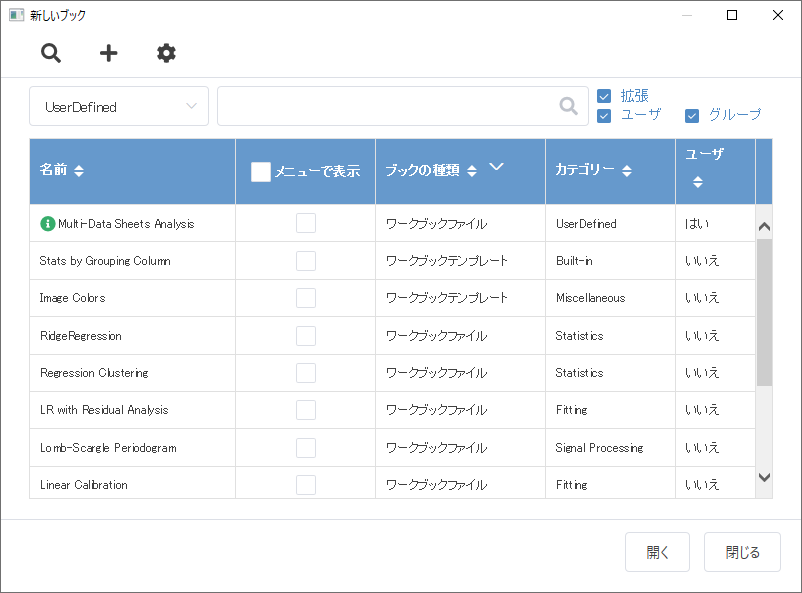 新しいブック
UserDefined
拡張
ユーザ グループ
名前 メニューで表示 ブックの種類 カテゴリー ユーザ
Multi-Data Sheets Analysis ワークブックファイル UserDefined はい
Stats by Grouping Column ワークブックテンプレート Built-in いいえ
Image Colors ワークブックテンプレート Miscellaneous いいえ
RidgeRegression ワークブックファイル Statistics いいえ
Regression Clustering ワークブックファイル Statistics いいえ
LR with Residual Analysis ワークブックファイル Fitting いいえ
Lomb-Scargle Periodogram ワークブックファイル Signal Processing いいえ
Linear Calibration ワークブックファイル Fitting いいえ
開く 閉じる